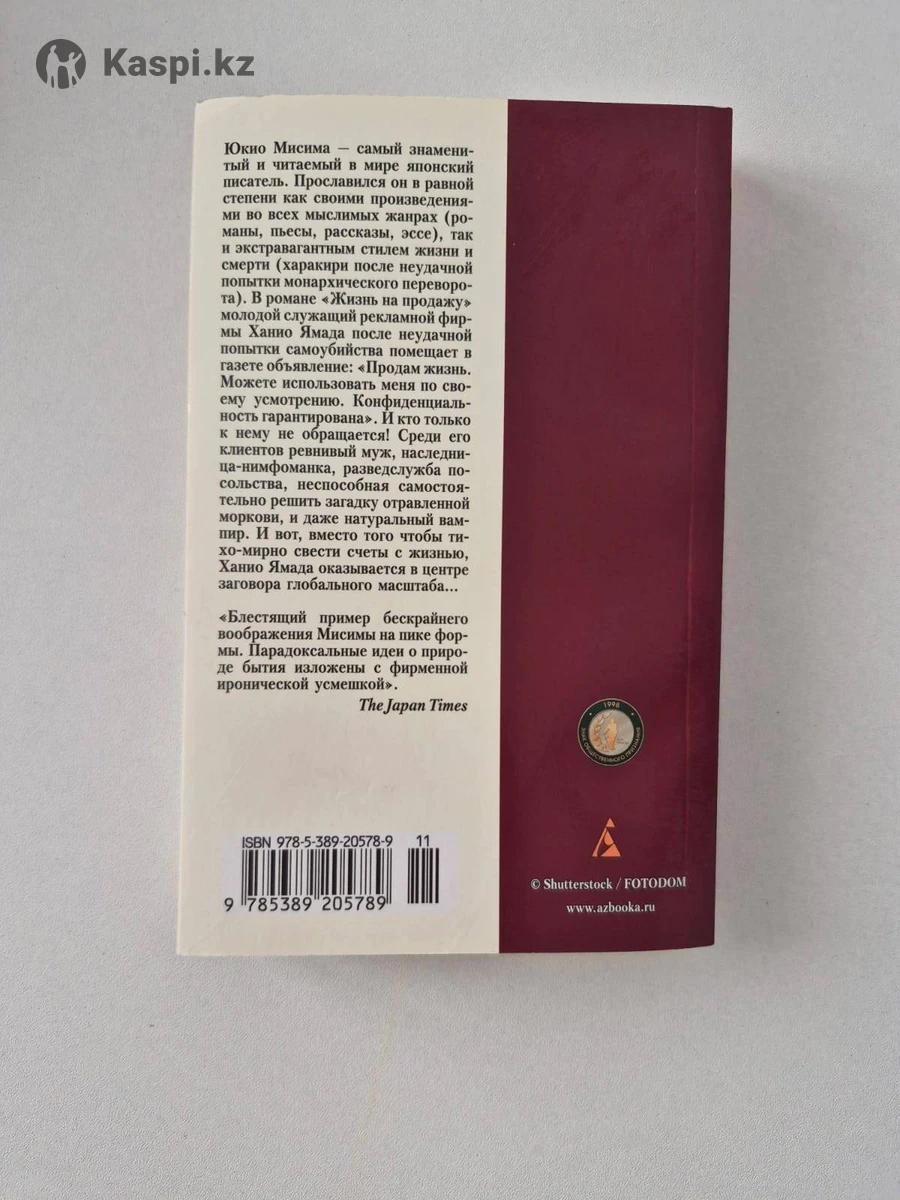 Kaspi.kz
Юкио Мисима — самый знамени-
тый и читаемый в мире японский
писатель. Прославился он в равной
степени как своими произведения-
ми во всех мыслимых жанрах (ро-
маны, пьесы, рассказы, эссе), так
и экстравагантным стилем жизни и
смерти (харакири после неудачной
попытки монархического переворо-
та). В романе «Жизнь на продажу»
молодой служащий рекламной фир-
мы Ханио Ямада после неудачной
попытки самоубийства помещает в
газете объявление: «Продам жизнь.
Можете использовать меня по сво-
ему усмотрению. Конфиденциаль-
ность гарантирована». И кто только
к нему не обращается! Среди его
клиентов ревнивый муж, наследни-
ца-нимфоманка, разведслужба по-
сольства, неспособная самостоя-
тельно решить загадку отравленной
моркови, и даже натуральный вам-
пир. И вот, вместо того чтобы ти-
хо-мирно свести счеты с жизнью,
Ханио Ямада оказывается в центре
заговора глобального масштаба...
«Блестящий пример бескрайнего
воображения Мисимы на пике фор-
мы. Парадоксальные идеи о приро-
де бытия изложены с фирменной
иронической усмешкой».
The Japan Times
ISBN 978-5-389-20578-9 11
9 785389 205789
1998
ЗНАК ОБЩЕСТВЕННОГО ПРИЗНАНИЯ
© Shutterstock / FOTODOM
www.azbooka.ru